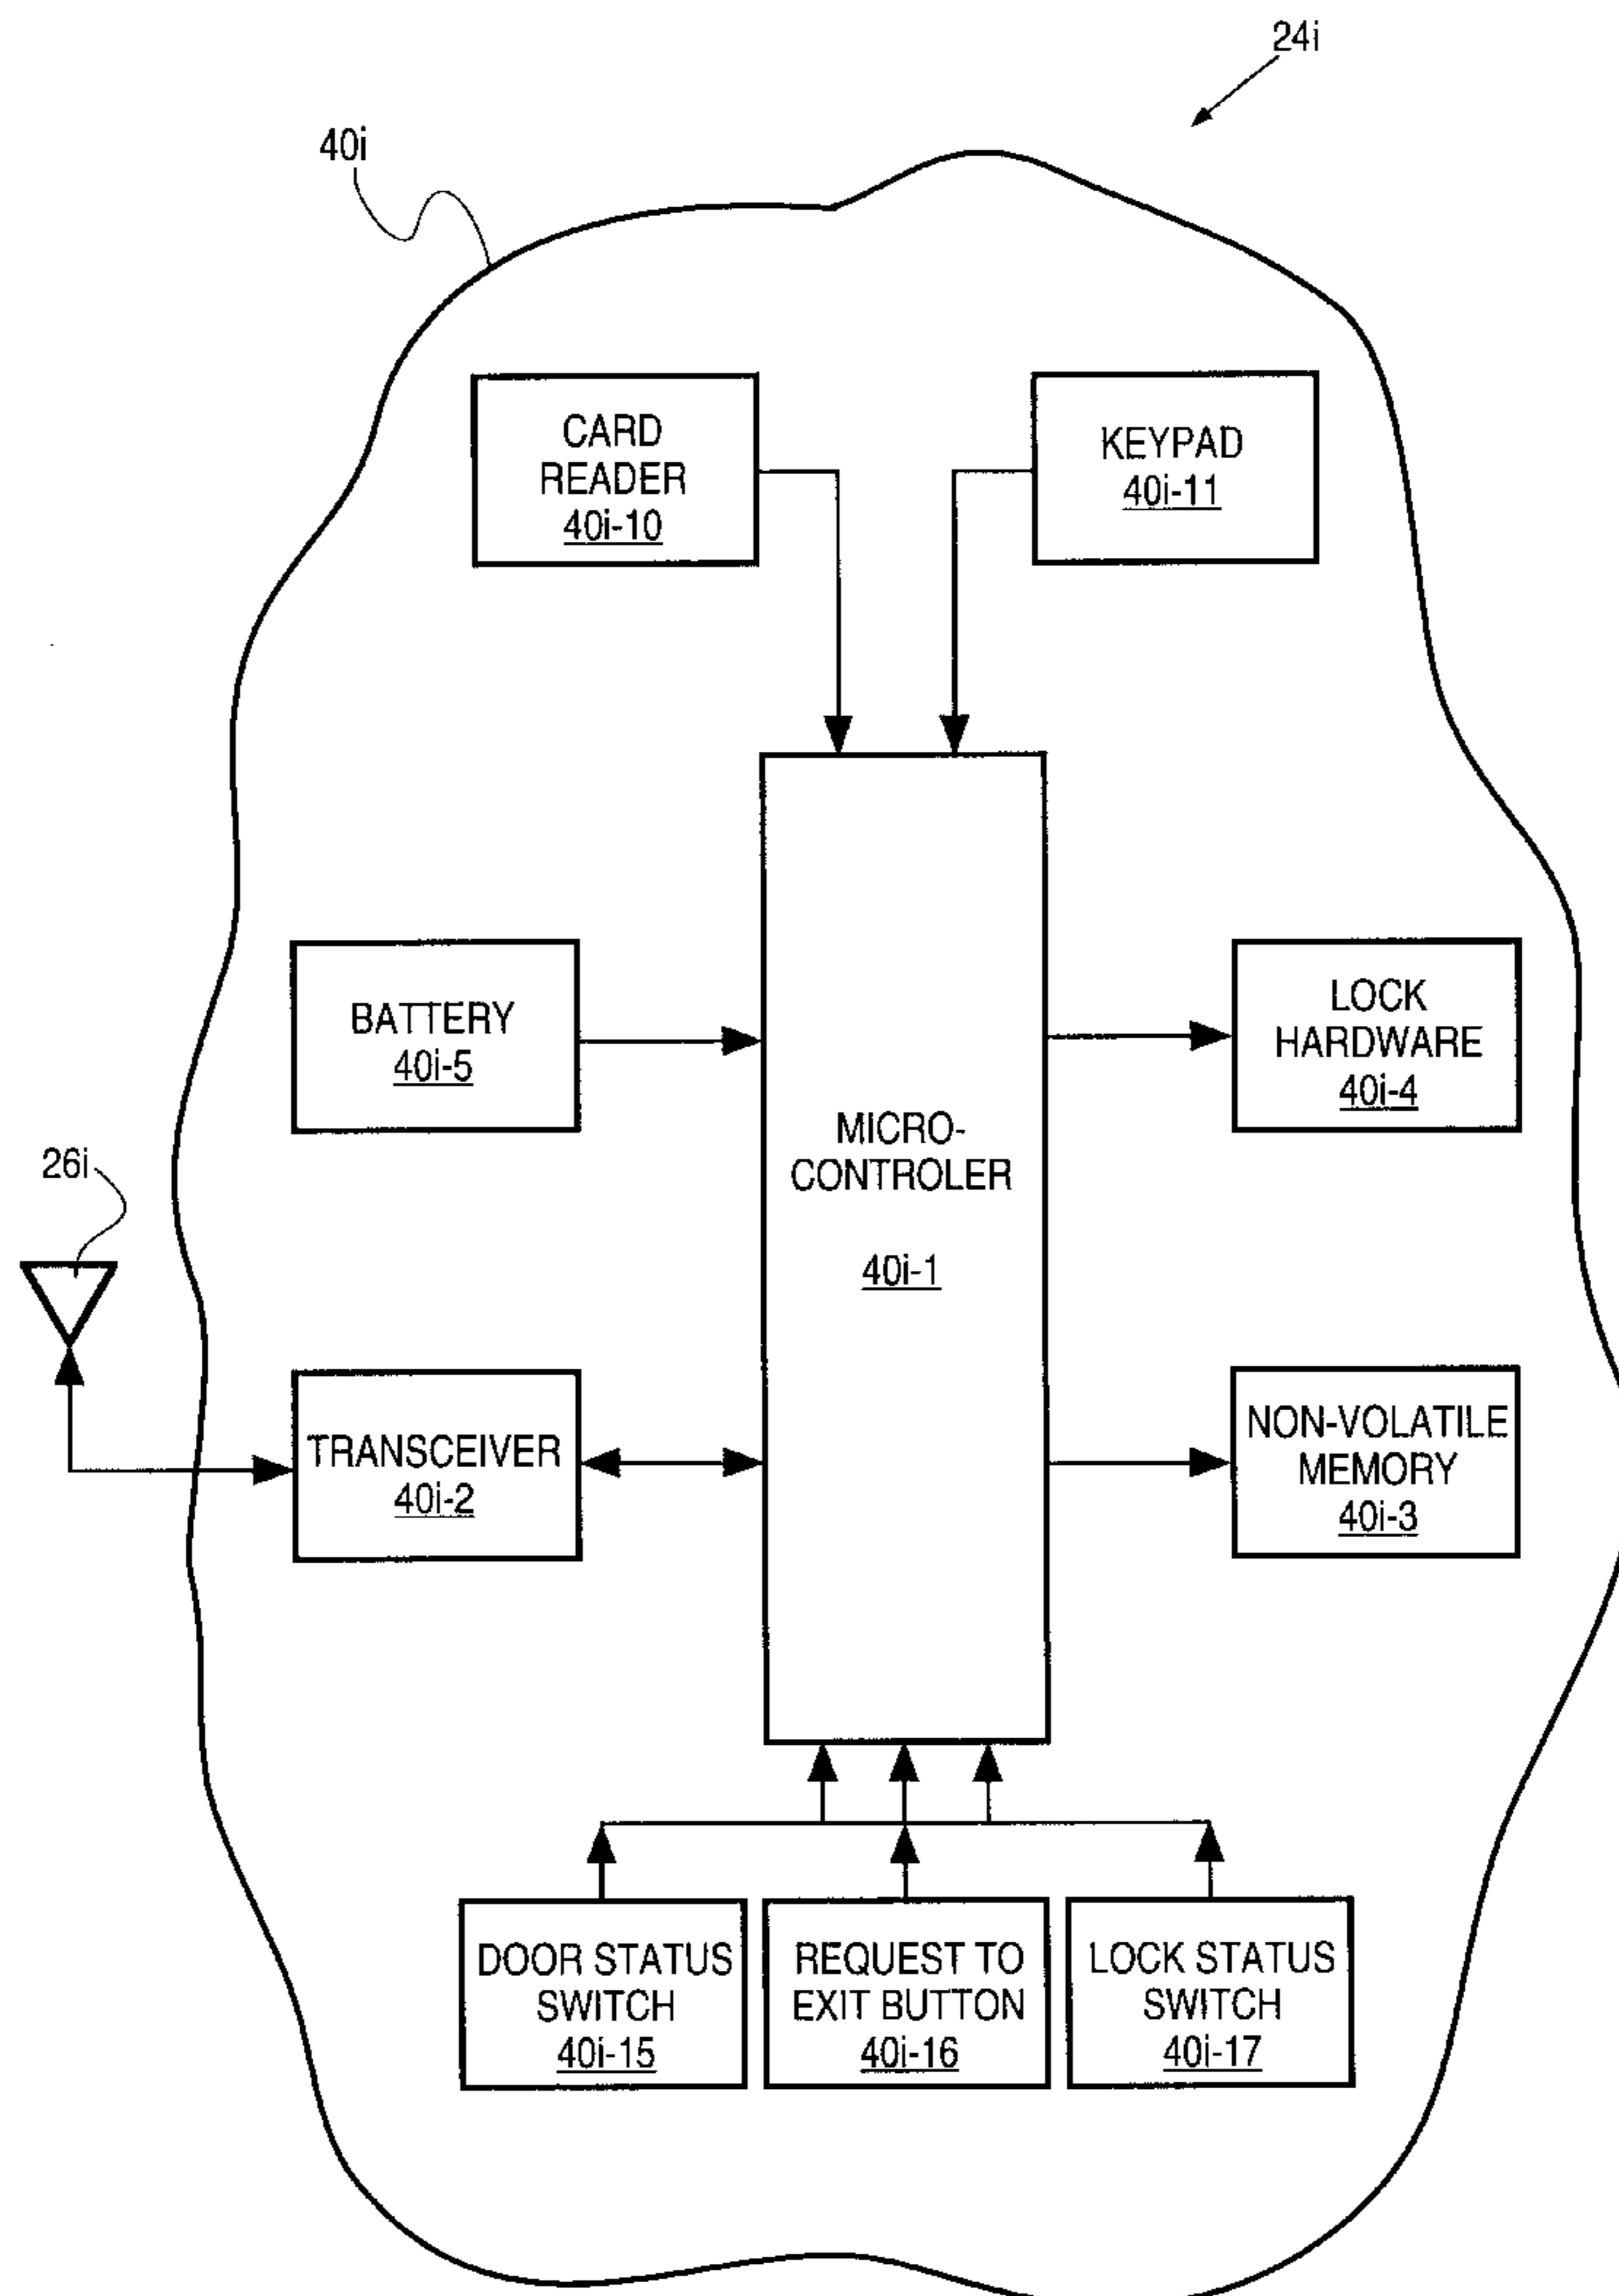 24i
40i
CARD
READER
40i-10
KEYPAD
40i-11
BATTERY
40i-5
LOCK
HARDWARE
40i-4
MICRO-
CONTROLER
40i-1
26i
TRANSCEIVER
40i-2
NON-VOLATILE
MEMORY
40i-3
DOOR STATUS
SWITCH
40i-15
REQUEST TO
EXIT BUTTON
40i-16
LOCK STATUS
SWITCH
40i-17